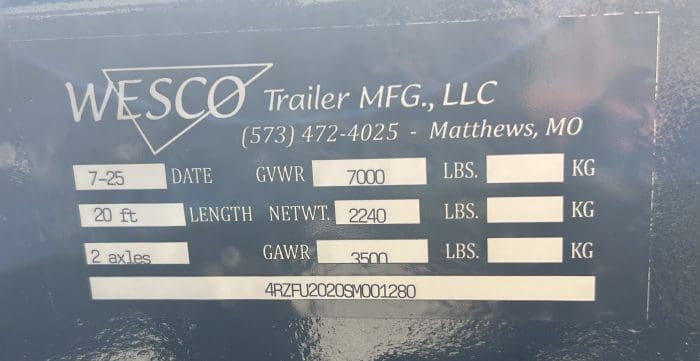 WESCO Trailer MFG., LLC
(573) 472-4025 - Matthews, MO
7-25 DATE GVWR 7000 LBS. KG
20 ft LENGTH NETWT. 2240 LBS. KG
2 axles GAWR 3500 LBS. KG
4RZFU2020SM001280